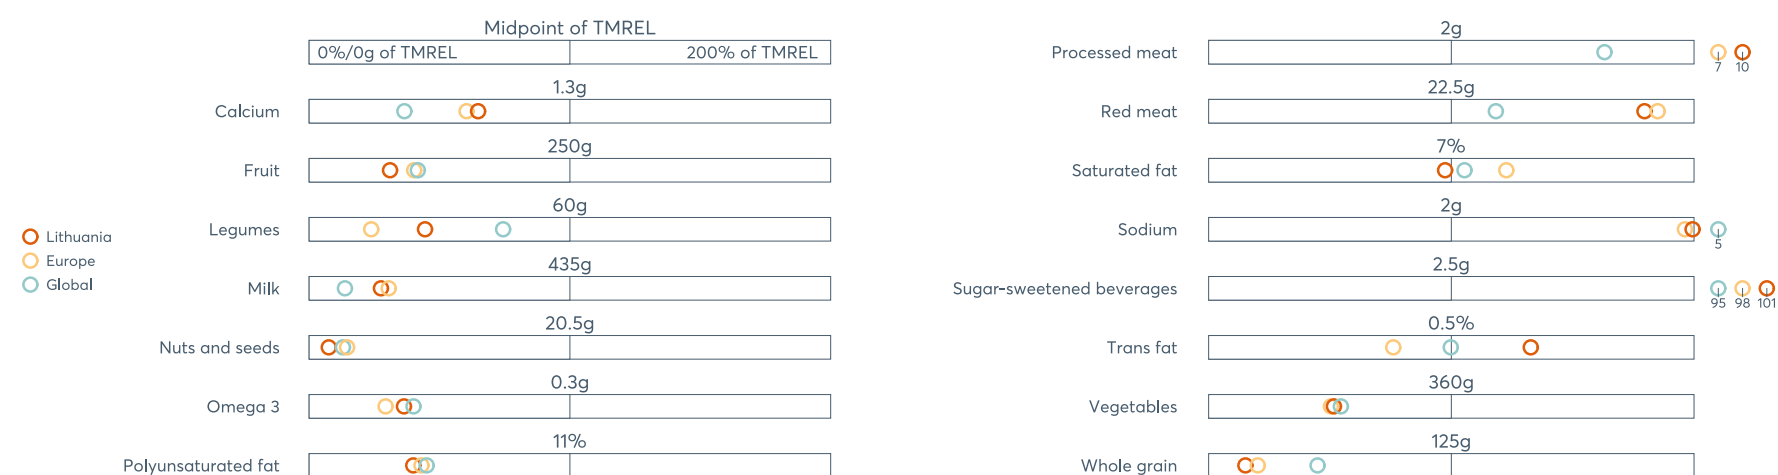 Midpoint of TMREL
0%/0g of TMREL 200% of TMREL
1.3g
Calcium
250g
Fruit
60g
Legumes
435g
Milk
20.5g
Nuts and seeds
0.3g
Omega 3
11%
Polyunsaturated fat
Lithuania
Europe
Global
2g
Processed meat
7 10
22.5g
Red meat
7%
Saturated fat
2g
Sodium
5
2.5g
Sugar-sweetened beverages
95 98 101
0.5%
Trans fat
360g
Vegetables
125g
Whole grain